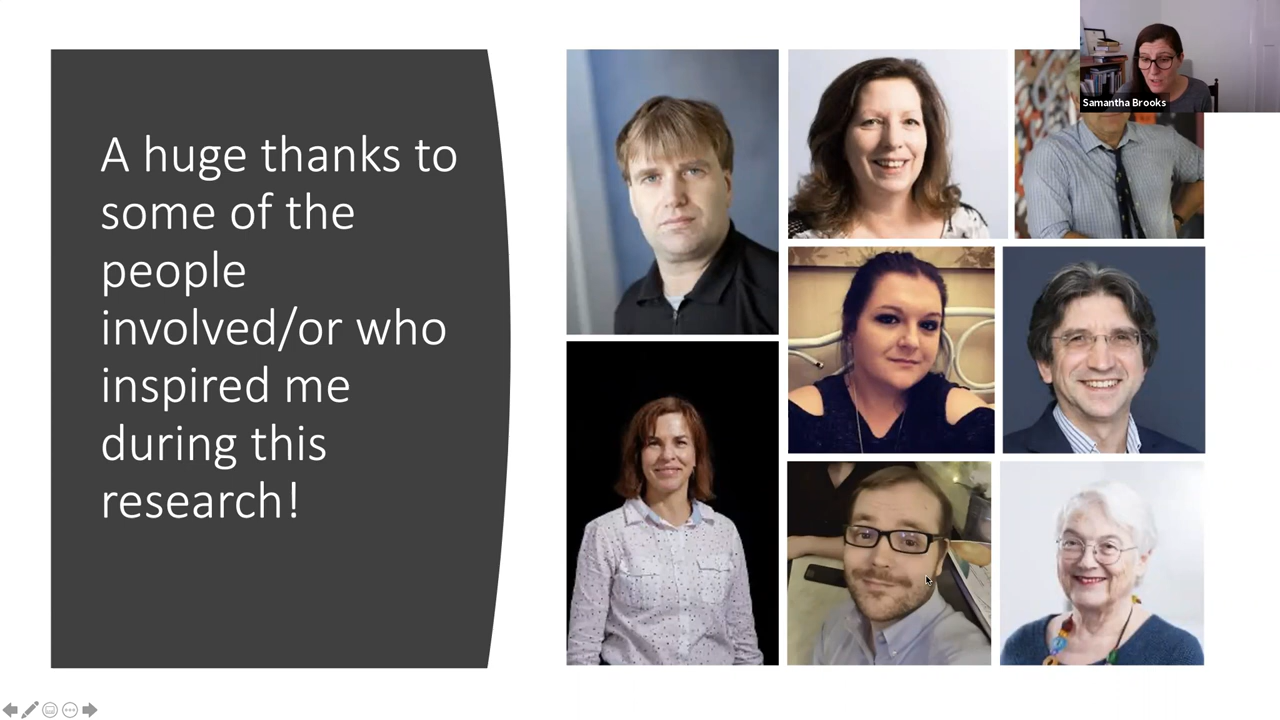 A huge thanks to
some of the
people
involved/or who
inspired me
during this
research!
Samantha Brooks